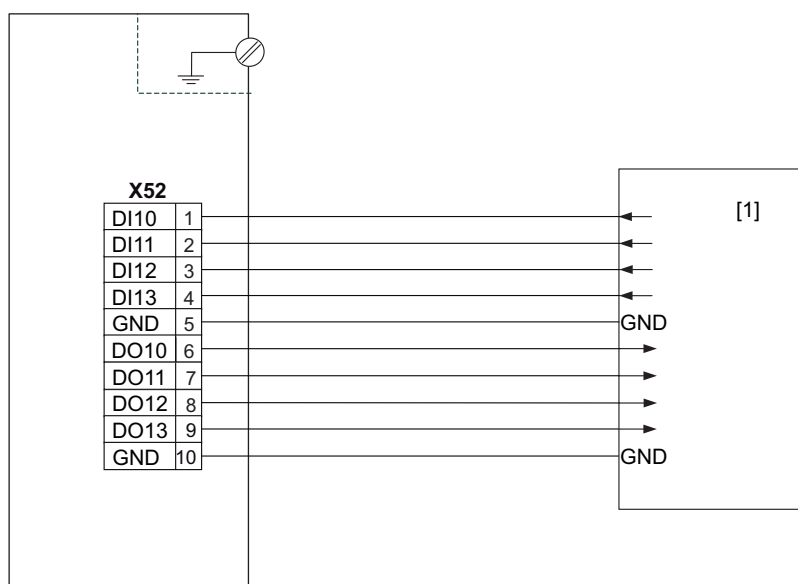 X52
[1]
DI10 1
DI11 2
DI12 3
DI13 4
GND 5 GND
DO10 6
DO11 7
DO12 8
DO13 9
GND 10 GND